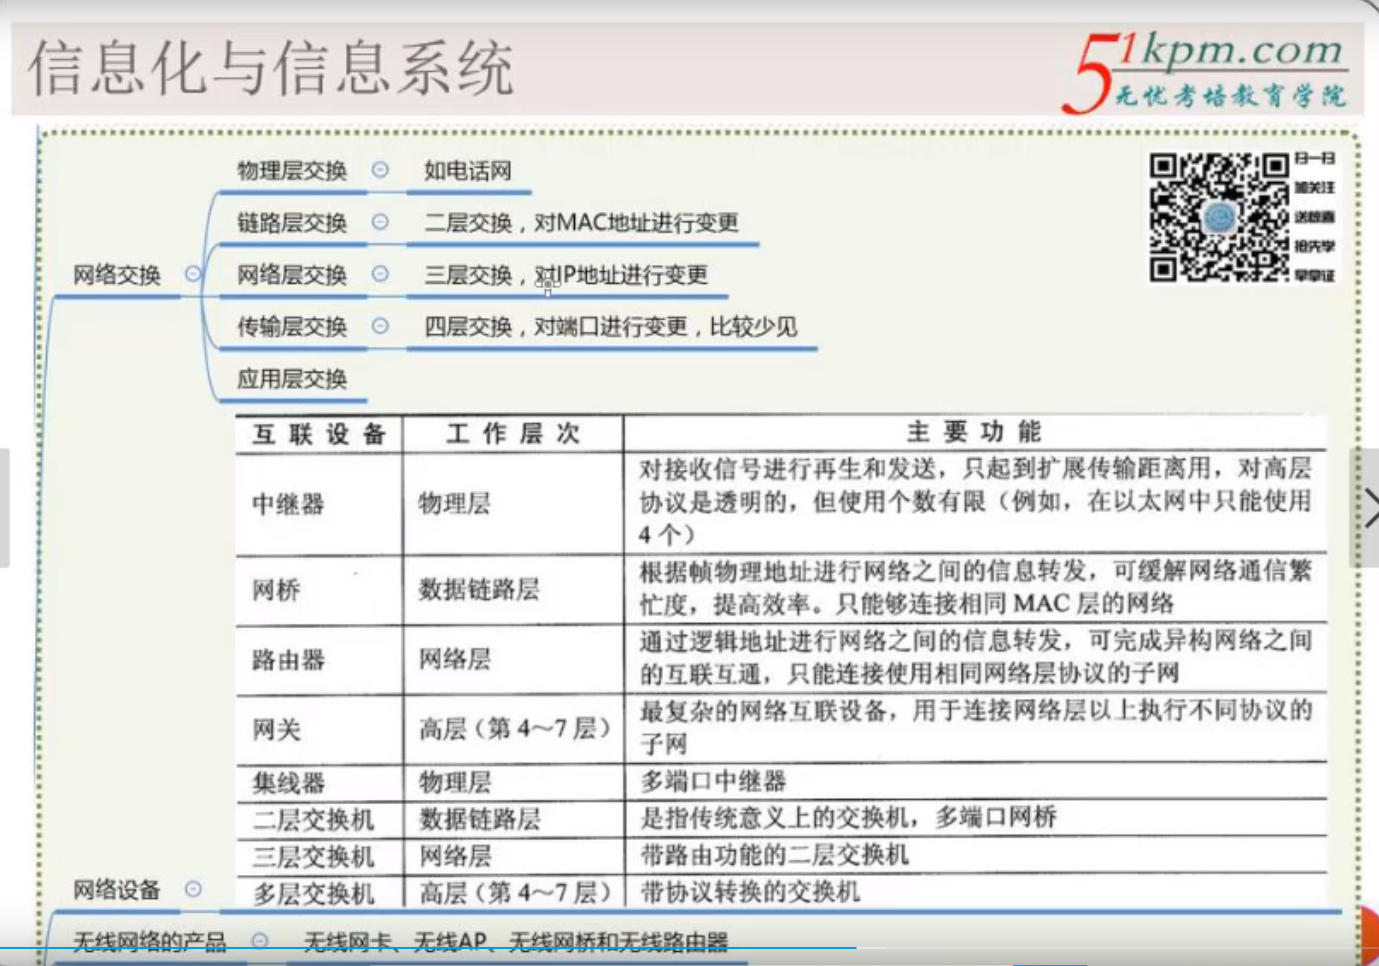 信息化与信息系统
51kpm.com
无忧考培教育学院
扫一扫
加关注
抢先学
物理层交换 如电话网
链路层交换 二层交换，对MAC地址进行变更
网络交换 网络层交换 三层交换，对IP地址进行变更
传输层交换 四层交换，对端口进行变更，比较少见
应用层交换
互联设备 工作层次 主要功能
中继器 物理层 对接收信号进行再生和发送，只起到扩展传输距离用，对高层
协议是透明的，但使用个数有限（例如，在以太网中只能使用
4个）
网桥 数据链路层 根据帧物理地址进行网络之间的信息转发，可缓解网络通信繁
忙度，提高效率。只能够连接相同 MAC 层的网络
路由器 网络层 通过逻辑地址进行网络之间的信息转发，可完成异构网络之间
的互联互通，只能连接使用相同网络层协议的子网
网关 高层（第 4～7 层） 最复杂的网络互联设备，用于连接网络层以上执行不同协议的
子网
集线器 物理层 多端口中继器
二层交换机 数据链路层 是指传统意义上的交换机，多端口网桥
三层交换机 网络层 带路由功能的二层交换机
多层交换机 高层（第 4～7 层） 带协议转换的交换机
网络设备
无线网络的产品 无线网卡、无线AP、无线网桥和无线路由器